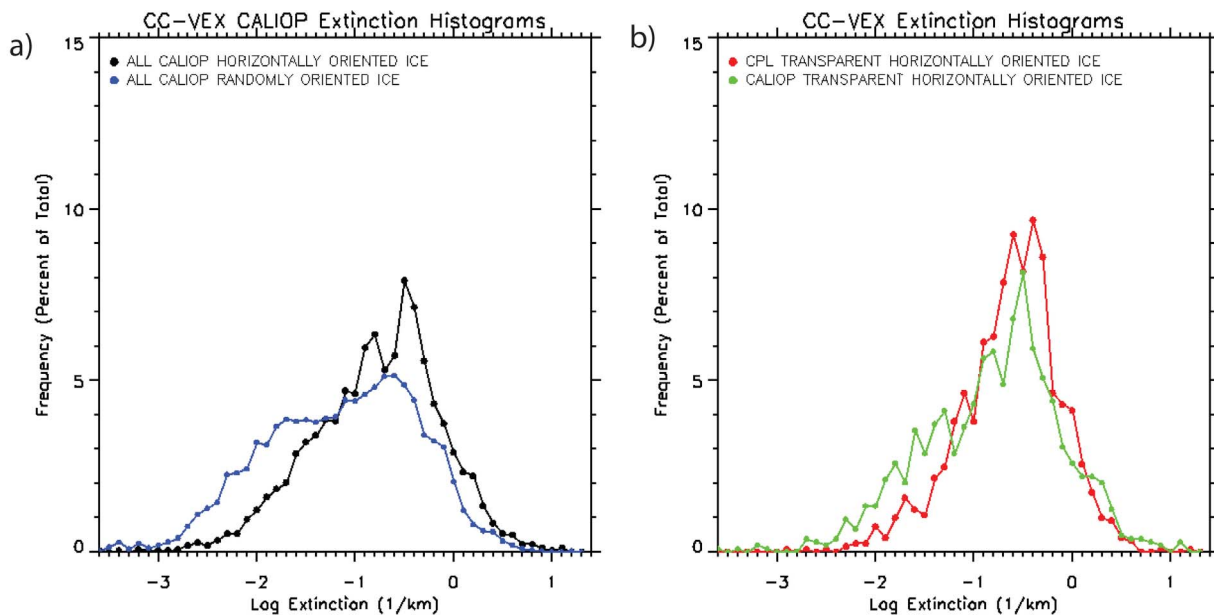 a)
CC-VEX CALIOP Extinction Histograms
15
ALL CALIOP HORIZONTALLY ORIENTED ICE
ALL CALIOP RANDOMLY ORIENTED ICE
10
5
0
Frequency (Percent of Total)
-3 -2 -1 0
Log Extinction (1/km)
b)
CC-VEX Extinction Histograms
15
CPL TRANSPARENT HORIZONTALLY ORIENTED ICE
CALIOP TRANSPARENT HORIZONTALLY ORIENTED ICE
10
5
0
Frequency (Percent of Total)
-3 -2 -1 0
Log Extinction (1/km)